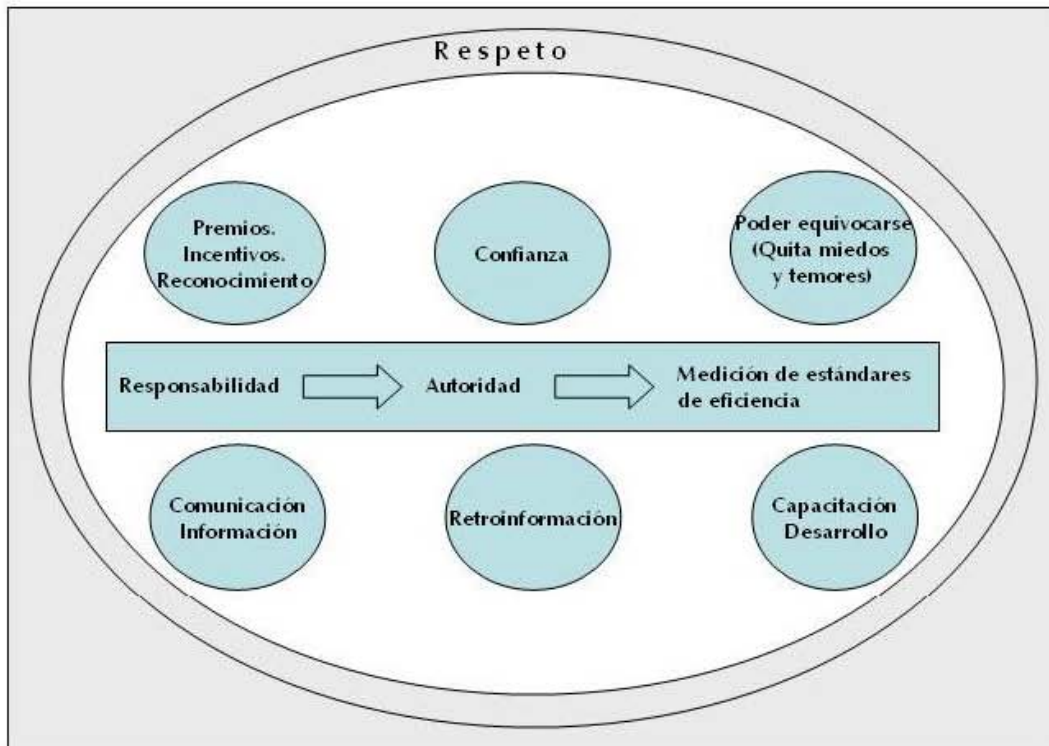 Respeto
Premios.
Incentivos.
Reconocimiento
Confianza
Poder equivocarse
(Quita miedos
y temores)
Responsabilidad
Autoridad
Medición de estándares
de eficiencia
Comunicación
Información
Retroinformación
Capacitación
Desarrollo